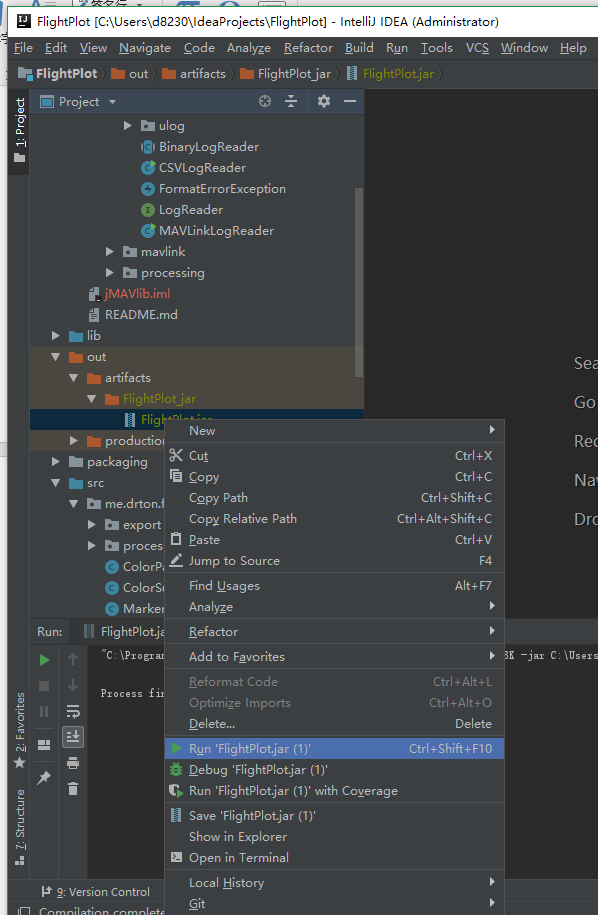 FlightPlot [C:\Users\d8230\IdeaProjects\FlightPlot] - IntelliJ IDEA (Administrator)
File Edit View Navigate Code Analyze Refactor Build Run Tools VCS Window Help
FlightPlot out artifacts FlightPlot_jar FlightPlot.jar
1: Project
Project
ulog
BinaryLogReader
CSVLogReader
FormatErrorException
LogReader
MAVLinkLogReader
mavlink
processing
jMAVlib.iml
README.md
lib
out
artifacts
FlightPlot_jar
FlightPlot.jar
production
packaging
src
me.drton.f
export
proces
ColorPa
ColorSu
Marker
Sea
Go
Rec
Nav
Dro
New
Cut Ctrl+X
Copy Ctrl+C
Copy Path Ctrl+Shift+C
Copy Relative Path Ctrl+Alt+Shift+C
Paste Ctrl+V
Jump to Source F4
Find Usages Alt+F7
Analyze
Refactor
Add to Favorites
Reformat Code Ctrl+Alt+L
Optimize Imports Ctrl+Alt+O
Delete... Delete
Run 'FlightPlot.jar (1)' Ctrl+Shift+F10
Debug 'FlightPlot.jar (1)'
Run 'FlightPlot.jar (1)' with Coverage
Save 'FlightPlot.jar (1)'
Show in Explorer
Open in Terminal
Local History
Git
Run: FlightPlot.ja
"C:\Program
BK -jar C:\Users
Process fin
2: Favorites
7: Structure
9: Version Control
Compilation complete